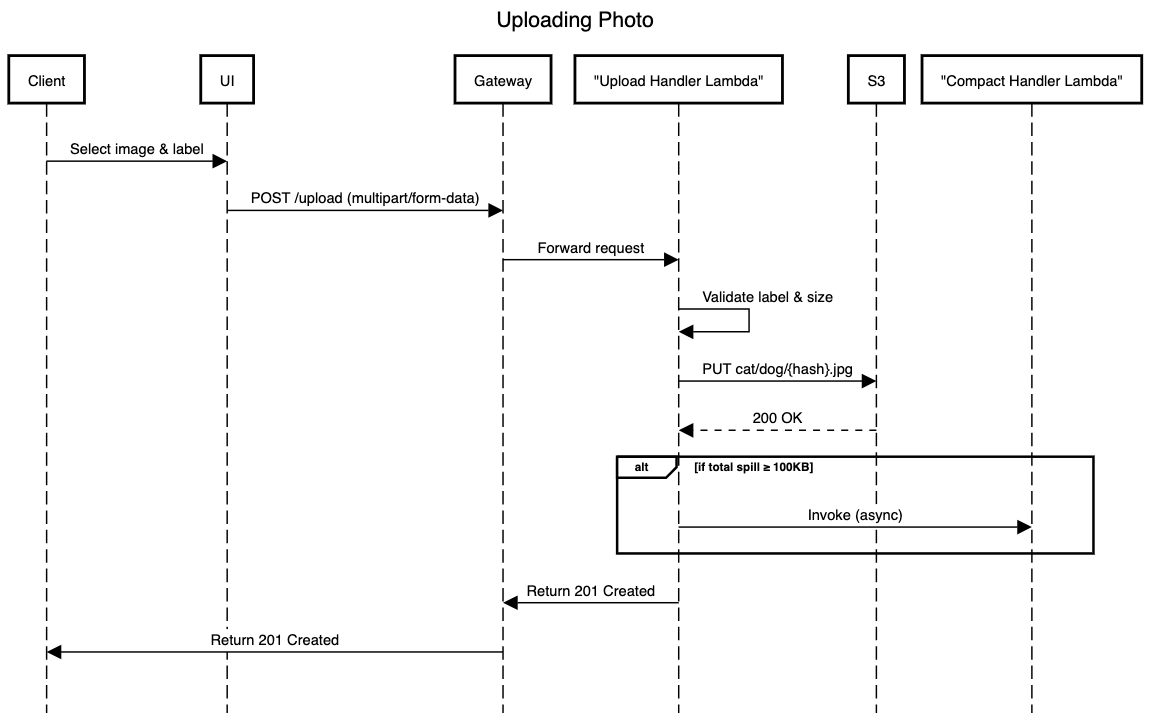 Uploading Photo
Client
UI
Gateway
"Upload Handler Lambda"
S3
"Compact Handler Lambda"
Select image & label
POST /upload (multipart/form-data)
Forward request
Validate label & size
PUT cat/dog/{hash}.jpg
200 OK
alt
[if total spill ≥ 100KB]
Invoke (async)
Return 201 Created
Return 201 Created